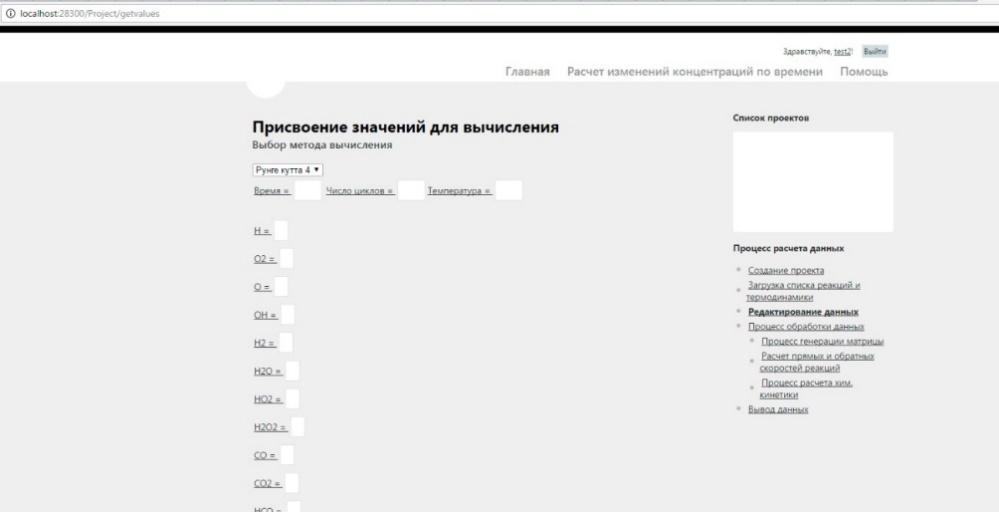 localhost:28300/Project/getvalues
Здравствуйте, test2! Выйти
Главная Расчет изменений концентраций по времени Помощь
Присвоение значений для вычисления
Выбор метода вычисления
Рунге кутта 4
Время = Число циклов = Температура =
H =
O2 =
O =
OH =
H2 =
H2O =
HO2 =
H2O2 =
CO =
CO2 =
HCO =
Список проектов
Процесс расчета данных
Создание проекта
Загрузка списка реакций и
термодинамики
Редактирование данных
Процесс обработки данных
Процесс генерации матрицы
Расчет прямых и обратных
скоростей реакций
Процесс расчета хим.
кинетики
Вывод данных